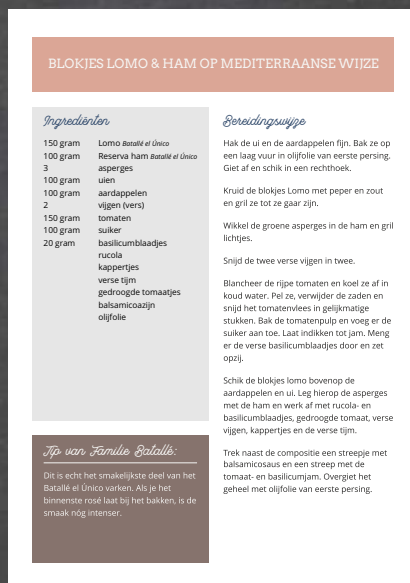 BLOKJES LOMO & HAM OP MEDITERRAANSE WIJZE
Ingrediënten
150 gram Lomo Batallé el Único
100 gram Reserva ham Batallé el Único
3 asperges
100 gram uien
100 gram aardappelen
2 vijgen (vers)
150 gram tomaten
100 gram suiker
20 gram basilicumblaadjes
rucola
kappertjes
verse tijm
gedroogde tomaatjes
balsamicoazijn
olijfolie
Tip van Familie Batallé:
Dit is echt het smakelijkste deel van het
Batallé el Único varken. Als je het
binnenste rosé laat bij het bakken, is de
smaak nóg intenser.
Bereidingswijze
Hak de ui en de aardappelen fijn. Bak ze op
een laag vuur in olijfolie van eerste persing.
Giet af en schik in een rechthoek.
Kruid de blokjes Lomo met peper en zout
en gril ze tot ze gaar zijn.
Wikkel de groene asperges in de ham en gril
lichtjes.
Snijd de twee verse vijgen in twee.
Blancheer de rijpe tomaten en koel ze af in
koud water. Pel ze, verwijder de zaden en
snijd het tomatenvlees in gelijkmatige
stukken. Bak de tomatenpulp en voeg er de
suiker aan toe. Laat indikken tot jam. Meng
er de verse basilicumblaadjes door en zet
opzij.
Schik de blokjes lomo bovenop de
aardappelen en ui. Leg hierop de asperges
met de ham en werk af met rucola- en
basilicumblaadjes, gedroogde tomaat, verse
vijgen, kappertjes en de verse tijm.
Trek naast de compositie een streepje met
balsamicosaus en een streep met de
tomaat- en basilicumjam. Overgiet het
geheel met olijfolie van eerste persing.